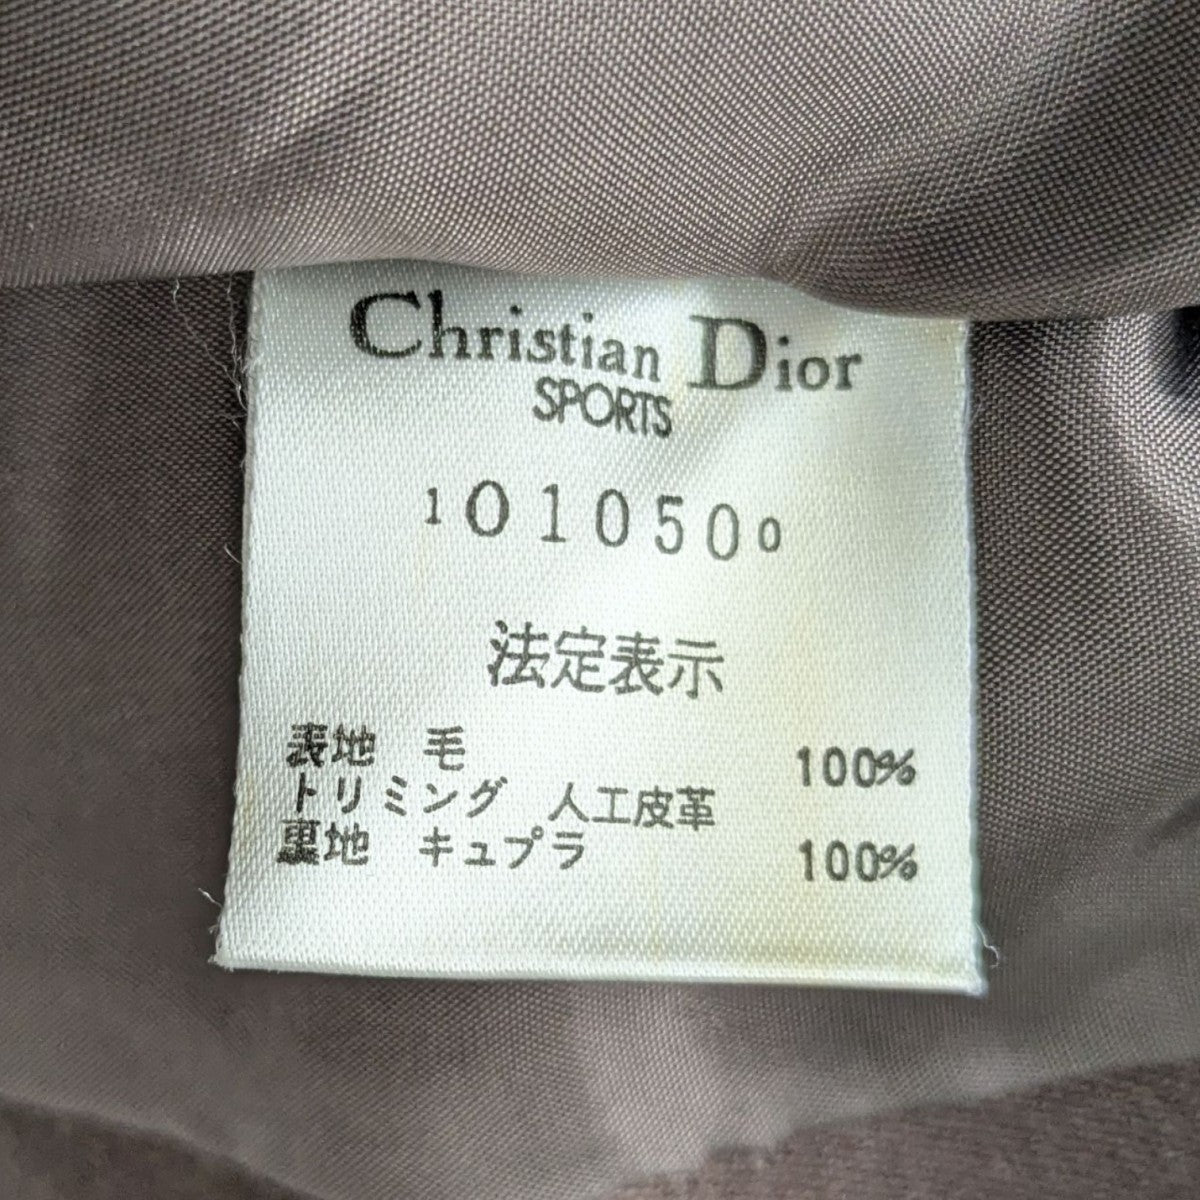 Christian Dior
SPORTS
1010500
法定表示
表地 毛 100%
トリミング 人工皮革
裏地 キュプラ 100%